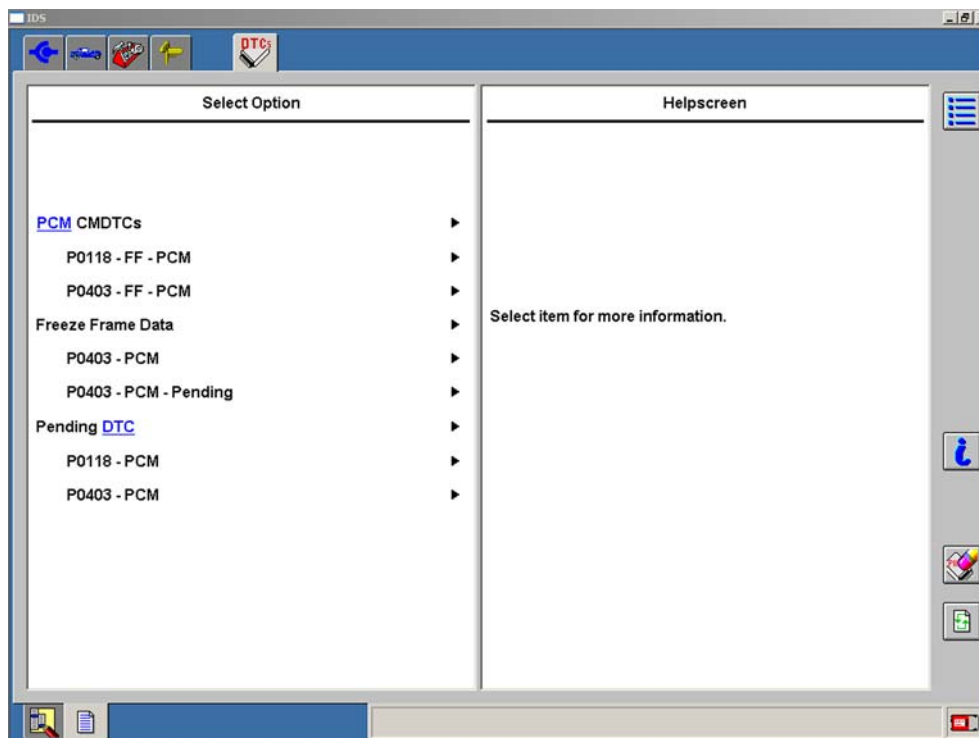 IDS
DTCs
Select Option
Helpscreen
PCM CMDTCs
P0118 - FF - PCM
P0403 - FF - PCM
Freeze Frame Data
Select item for more information.
P0403 - PCM
P0403 - PCM - Pending
Pending DTC
P0118 - PCM
P0403 - PCM